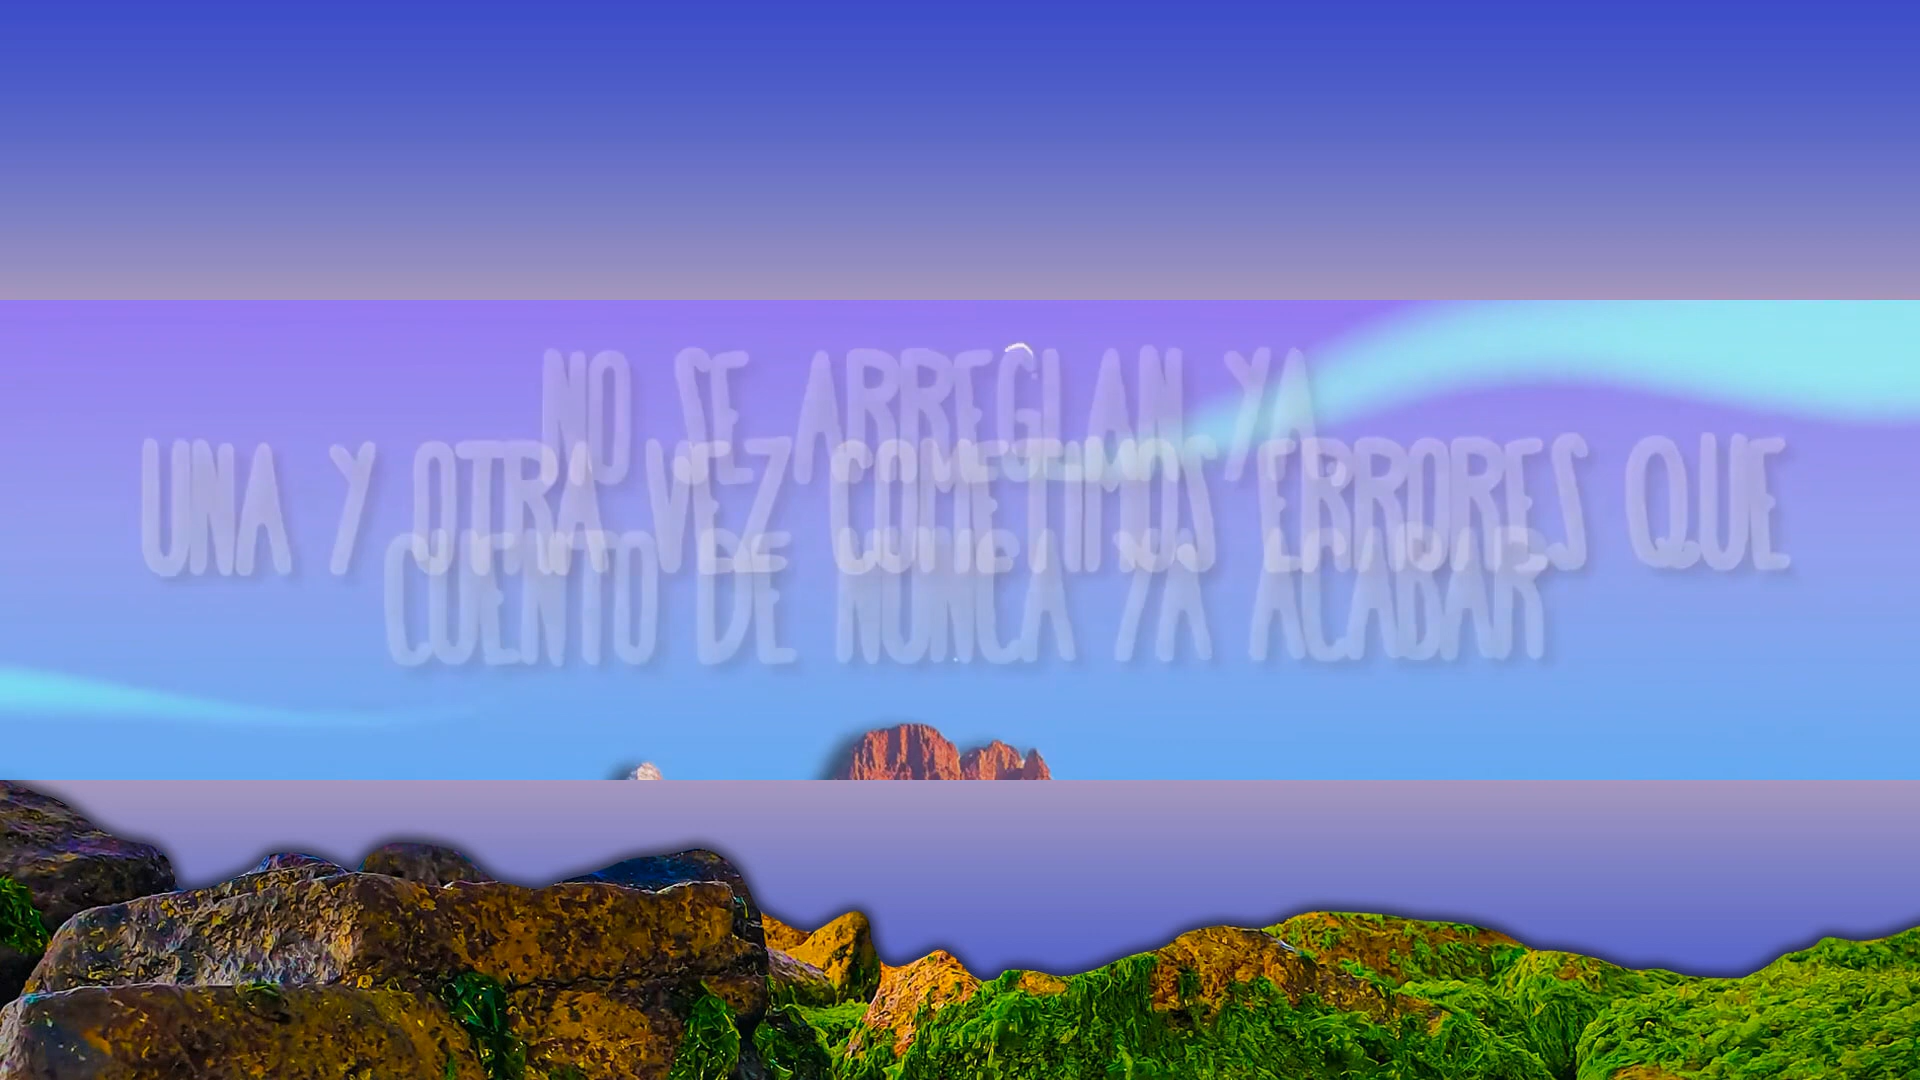 NO SE ARREGLAN YA
UNA Y OTRA VEZ COMETIMOS ERRORES QUE
CUENTO DE NUNCA YA ACABAR